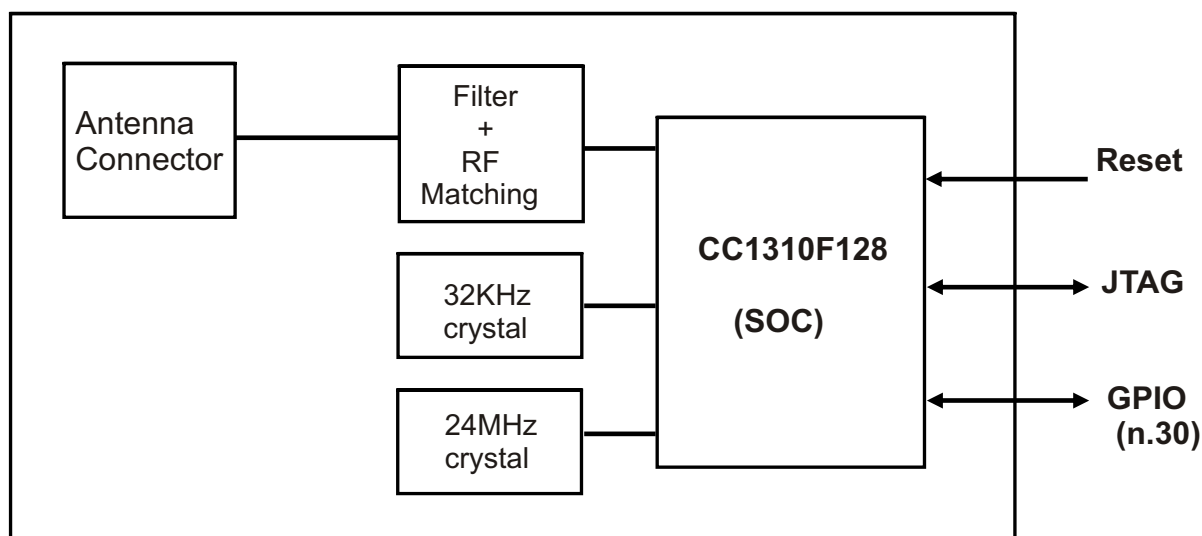 Antenna
Connector
Filter
+
RF
Matching
32KHz
crystal
24MHz
crystal
CC1310F128
(SOC)
Reset
JTAG
GPIO
(n.30)